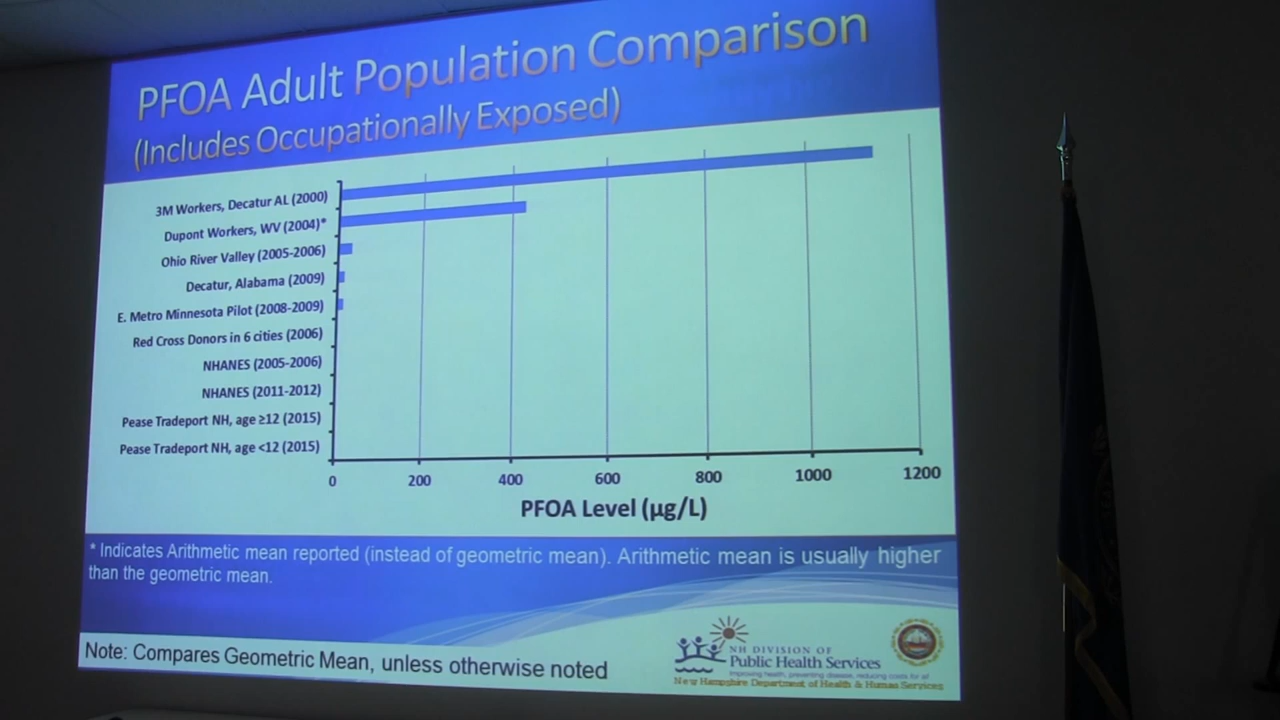 PFOA Adult Population Comparison
(Includes Occupationally Exposed)
3M Workers, Decatur AL (2000)
Dupont Workers, WV (2004)*
Ohio River Valley (2005-2006)
Decatur, Alabama (2009)
E. Metro Minnesota Pilot (2008-2009)
Red Cross Donors in 6 cities (2006)
NHANES (2005-2006)
NHANES (2011-2012)
Pease Tradeport NH, age ≥12 (2015)
Pease Tradeport NH, age <12 (2015)
0 200 400 600 800 1000 1200
PFOA Level (µg/L)
* Indicates Arithmetic mean reported (instead of geometric mean). Arithmetic mean is usually higher
than the geometric mean.
Note: Compares Geometric Mean, unless otherwise noted
NH DIVISION OF
Public Health Services
Improving health, preventing disease, reducing costs for all
New Hampshire Department of Health & Human Services